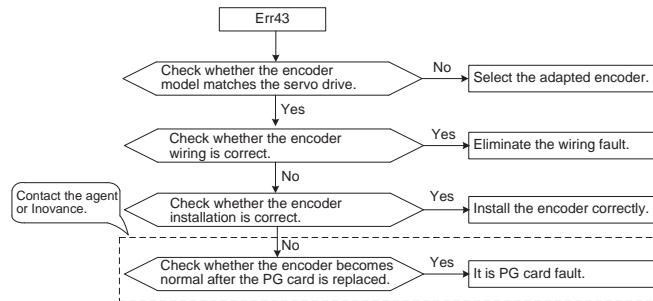 Err43
Check whether the encoder
model matches the servo drive.
No
Select the adapted encoder.
Yes
Check whether the encoder
wiring is correct.
Yes
Eliminate the wiring fault.
No
Contact the agent
or Inovance.
Check whether the encoder
installation is correct.
Yes
Install the encoder correctly.
No
Check whether the encoder becomes
normal after the PG card is replaced.
Yes
It is PG card fault.